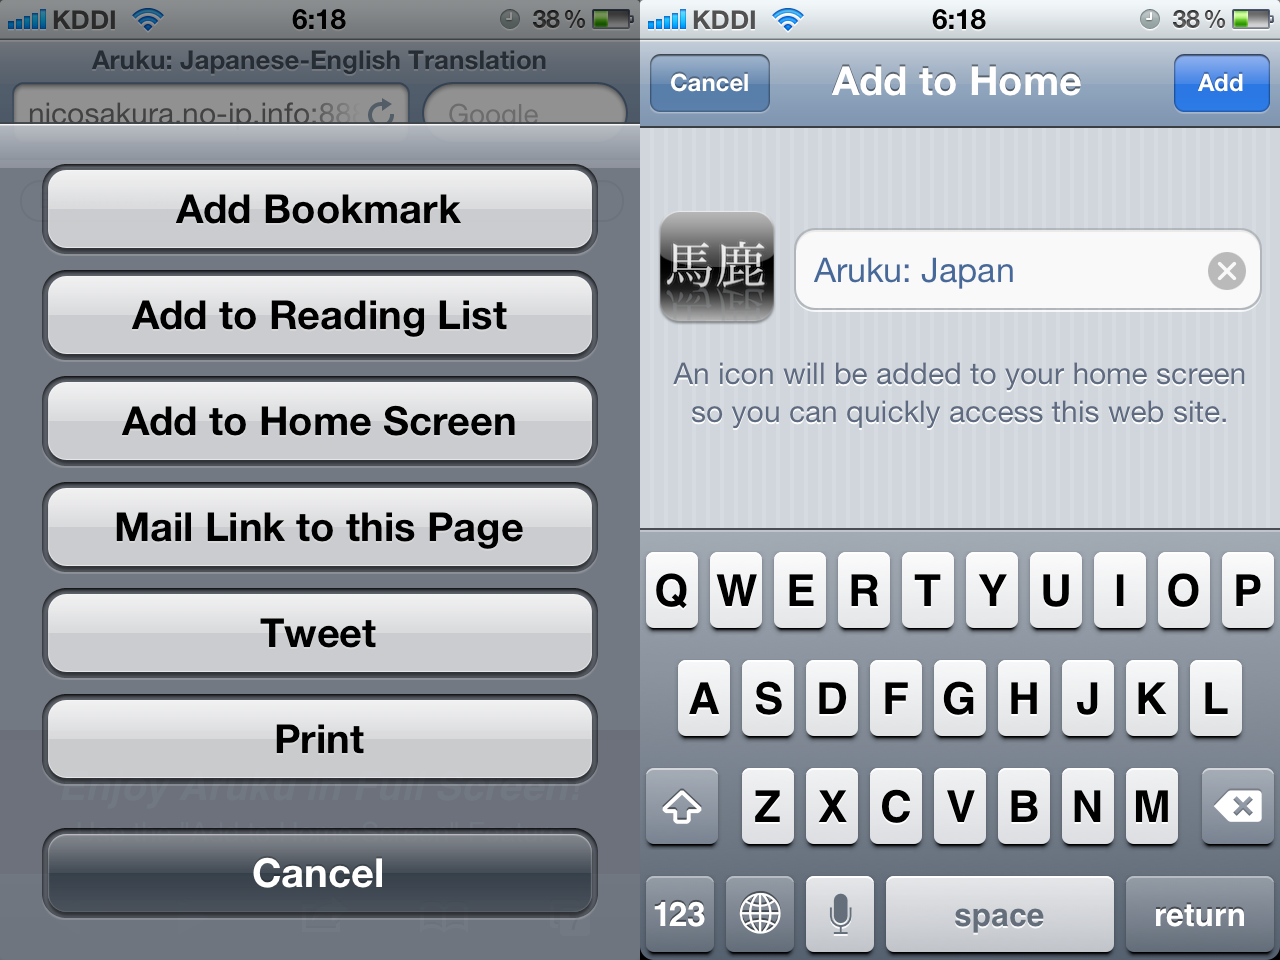 KDDI 6:18 38 %
Aruku: Japanese-English Translation
nicosakura.no-ip.info:888 Google
Add Bookmark
Add to Reading List
Add to Home Screen
Mail Link to this Page
Tweet
Print
Enjoy Aruku in Full Screen!
Cancel
KDDI 6:18 38 %
Cancel Add to Home Add
馬鹿 Aruku: Japan
An icon will be added to your home screen
so you can quickly access this web site.
Q W E R T Y U I O P
A S D F G H J K L
Z X C V B N M
123 space return